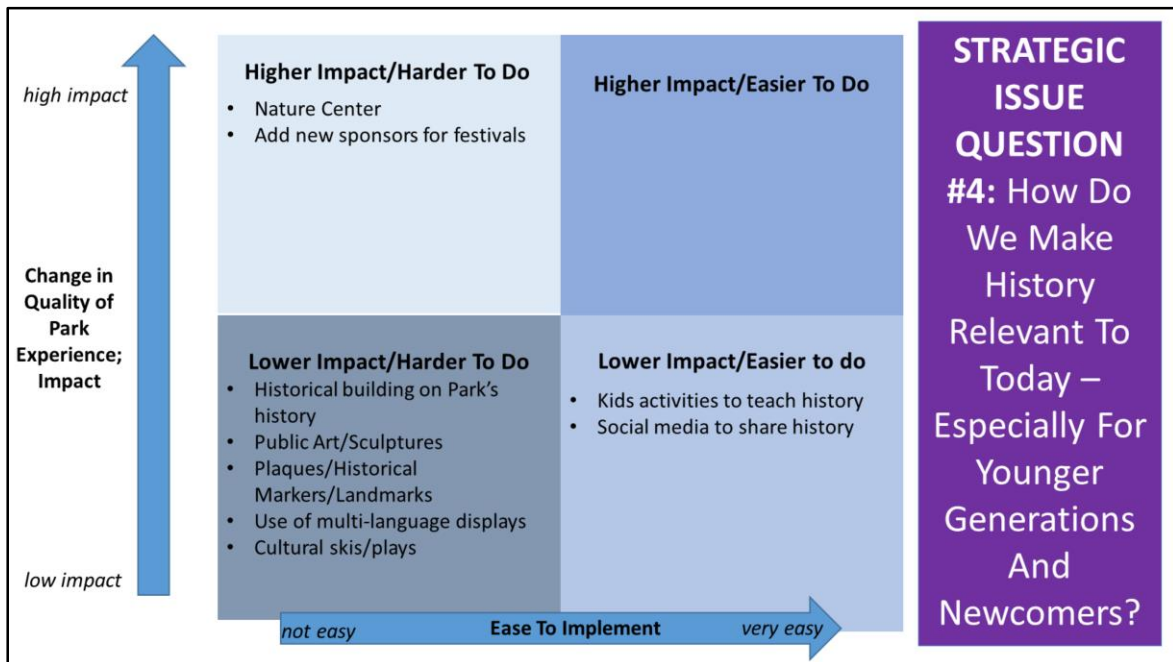 high impact
Change in
Quality of
Park
Experience;
Impact
low impact
Higher Impact/Harder To Do
• Nature Center
• Add new sponsors for festivals
Higher Impact/Easier To Do
Lower Impact/Harder To Do
• Historical building on Park's
history
• Public Art/Sculptures
• Plaques/Historical
Markers/Landmarks
• Use of multi-language displays
• Cultural skis/plays
Lower Impact/Easier to do
• Kids activities to teach history
• Social media to share history
not easy
Ease To Implement
very easy
STRATEGIC
ISSUE
QUESTION
#4: How Do
We Make
History
Relevant To
Today –
Especially For
Younger
Generations
And
Newcomers?